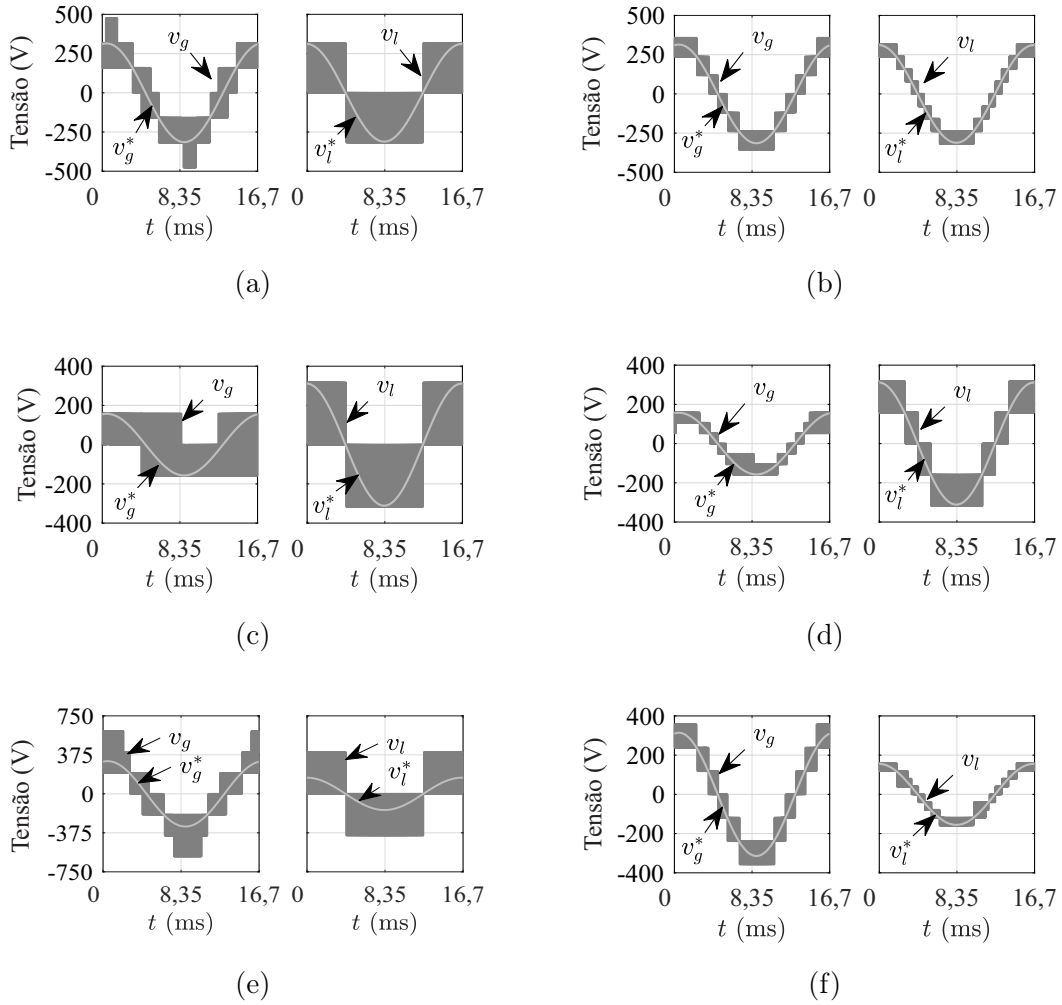 500
250
0
-250
-500
Tensão (V)
v_g
v_g^*
v_l
v_l^*
0 8,35 16,7 0 8,35 16,7
t (ms) t (ms)
(a)
500
250
0
-250
-500
Tensão (V)
v_g
v_g^*
v_l
v_l^*
0 8,35 16,7 0 8,35 16,7
t (ms) t (ms)
(b)
400
200
0
-200
-400
Tensão (V)
v_g
v_g^*
v_l
v_l^*
0 8,35 16,7 0 8,35 16,7
t (ms) t (ms)
(c)
400
200
0
-200
-400
Tensão (V)
v_g
v_g^*
v_l
v_l^*
0 8,35 16,7 0 8,35 16,7
t (ms) t (ms)
(d)
750
375
0
-375
-750
Tensão (V)
v_g
v_g^*
v_l
v_l^*
0 8,35 16,7 0 8,35 16,7
t (ms) t (ms)
(e)
400
200
0
-200
-400
Tensão (V)
v_g
v_g^*
v_l
v_l^*
0 8,35 16,7 0 8,35 16,7
t (ms) t (ms)
(f)